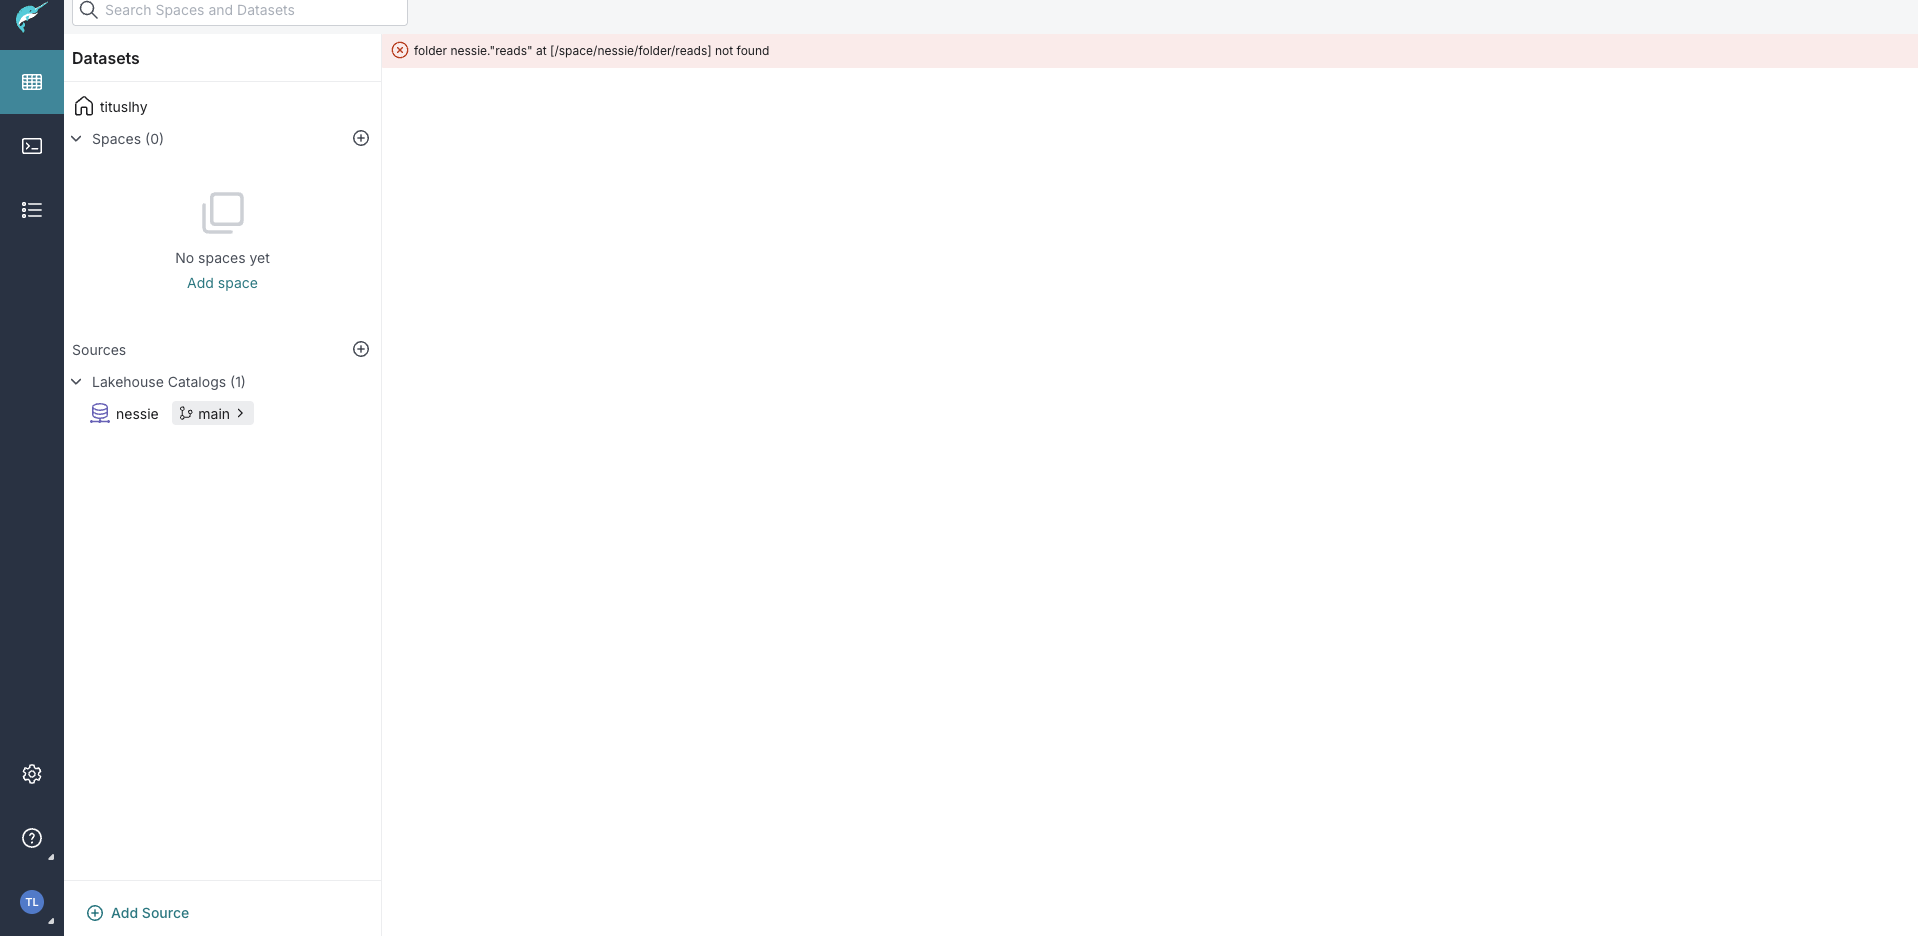 Search Spaces and Datasets
Datasets
folder nessie."reads" at [/space/nessie/folder/reads] not found
tituslhy
Spaces (0)
No spaces yet
Add space
Sources
Lakehouse Catalogs (1)
nessie main
TL
Add Source